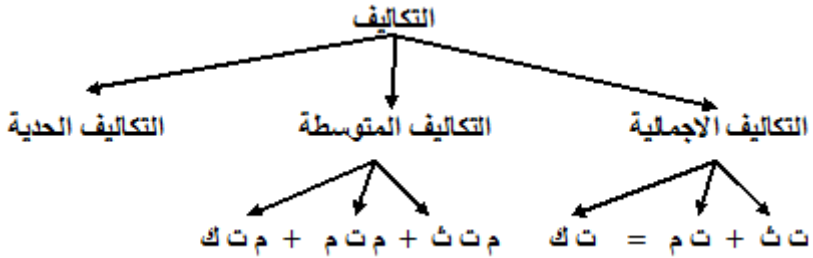 التكاليف
التكاليف الاجمالية التكاليف المتوسطة التكاليف الحدية
ت ث + ت م = ت ك م ت ث + م ت م + م ت ك